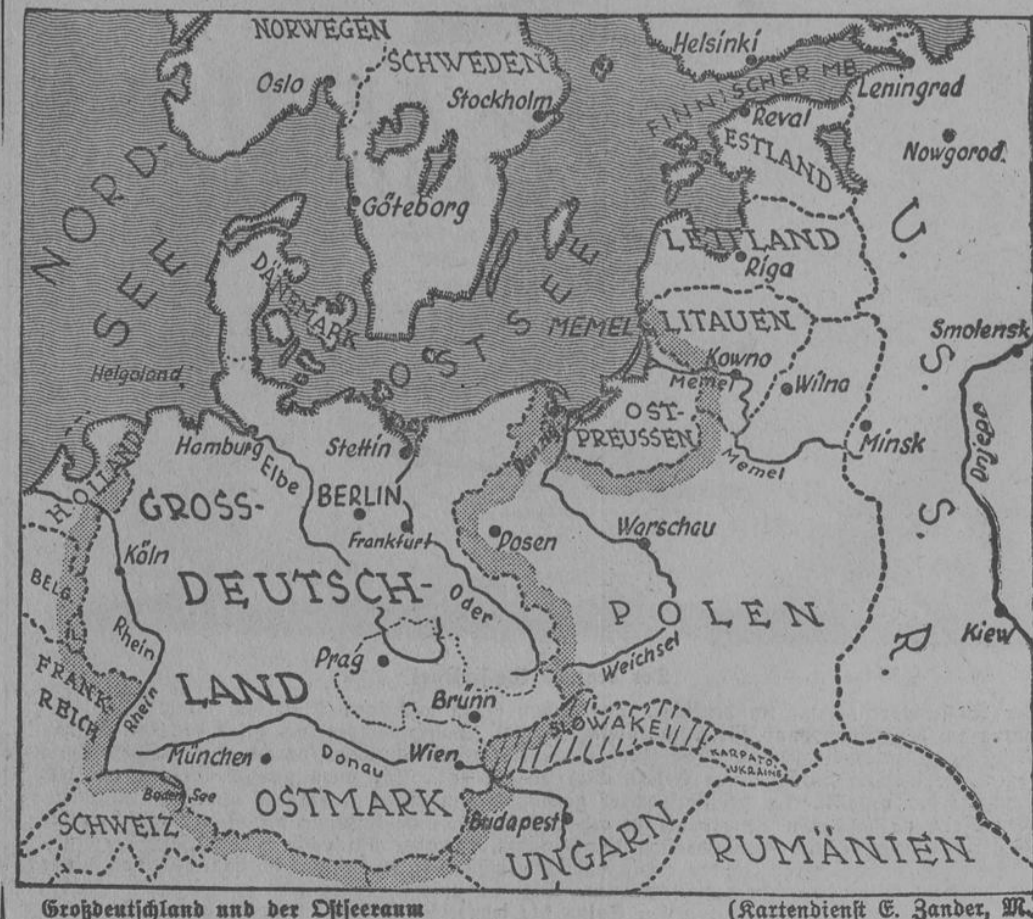 NORWEGEN
SCHWEDEN
Oslo
Stockholm
Helsinki
FINNISCHER MB.
Leningrad
Reval
ESTLAND
Nowgorod.
NORD-
SEE
Göteborg
DÄNEMARK
LETTLAND
Riga
U.S.S.R.
OSTSEE
MEMEL
LITAUEN
Kowno
Memel
Wilna
Smolensk
Helgoland
OST-
PREUSSEN
Memel
Minsk
Dnjepr
HOLLAND
Hamburg
Elbe
Stettin
Danzig
GROSS-
BERLIN
Frankfurt
Posen
Warschau
Köln
BELG.
DEUTSCH-
Oder
POLEN
Weichsel
Kiew
Rhein
Prag
FRANK-
REICH
Rhein
LAND
Brünn
SLOWAKEI
KARPATO
UKRAINE
München
Donau
Wien
Boden See
OSTMARK
Budapest
SCHWEIZ
UNGARN
RUMÄNIEN
Großdeutschland und der Ostseeraum
(Kartendienst E. Zander, M.